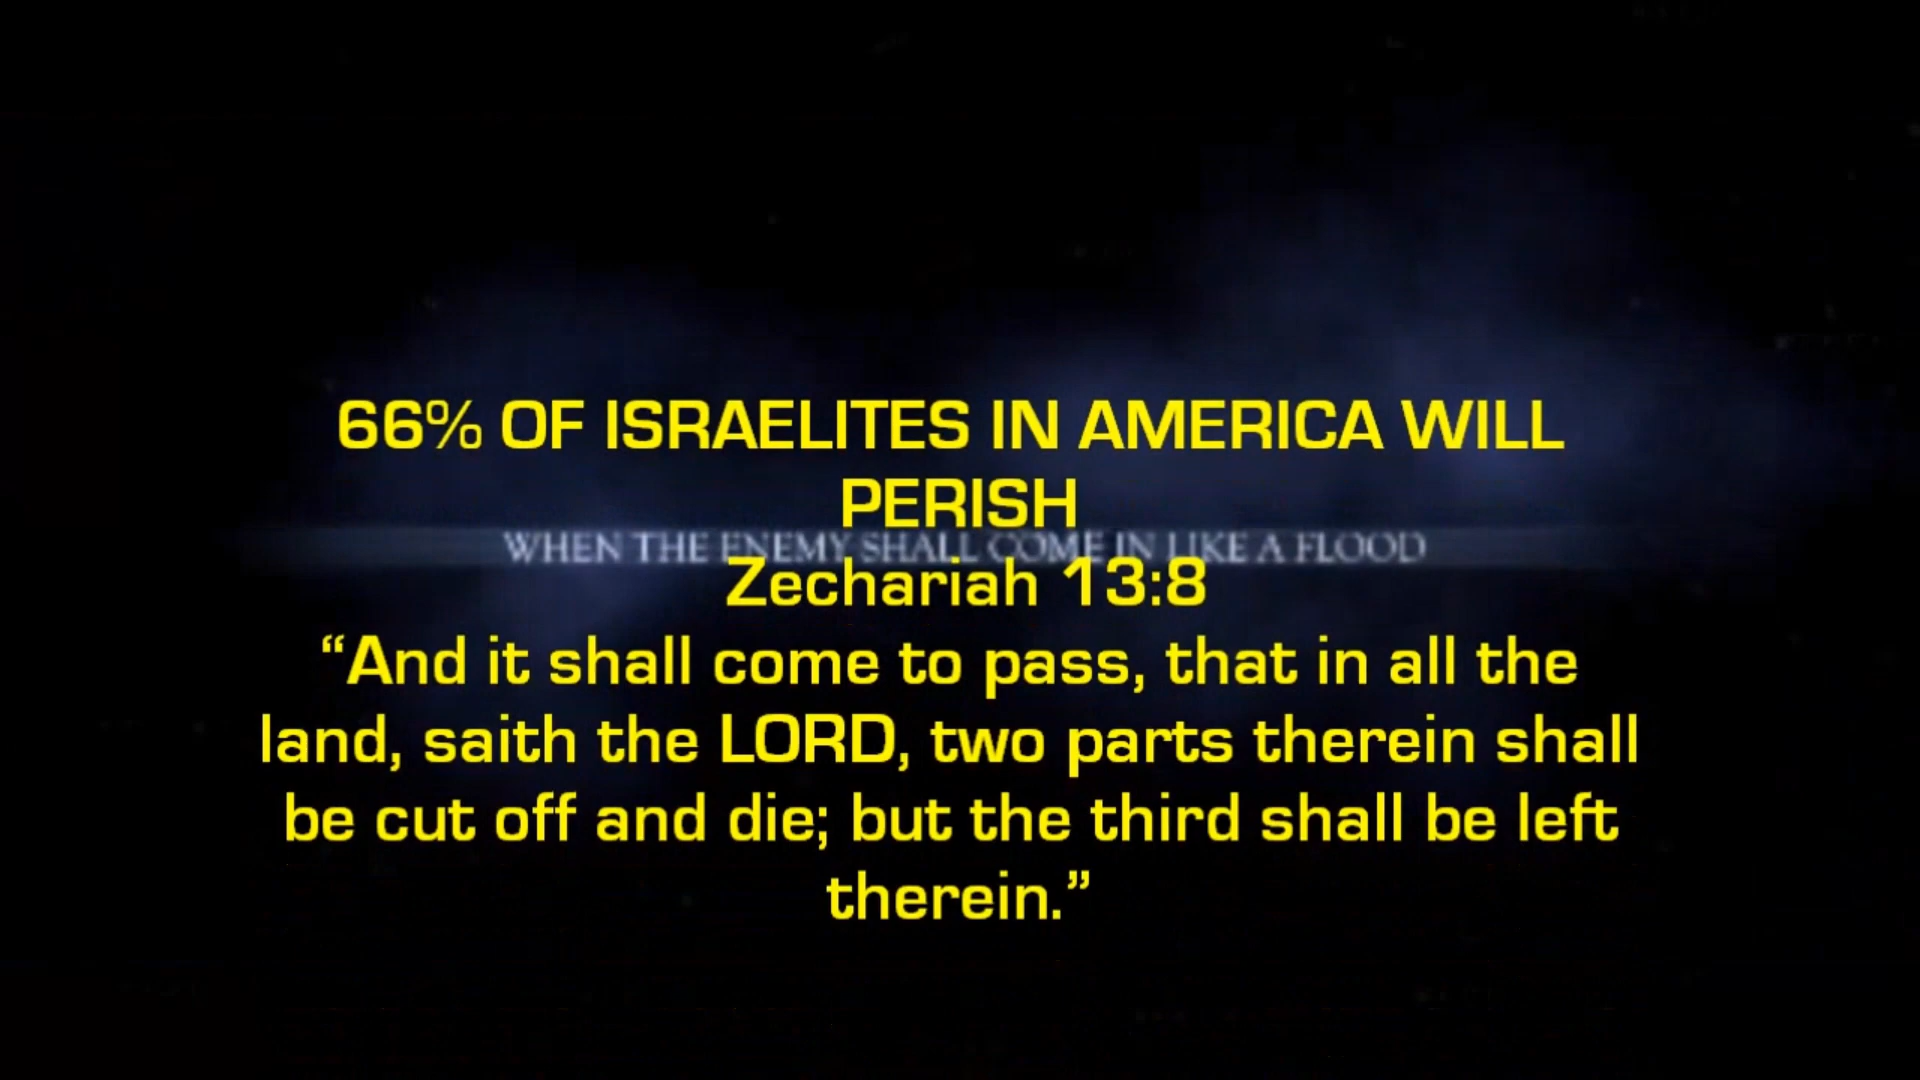 66% OF ISRAELITES IN AMERICA WILL
PERISH
WHEN THE ENEMY SHALL COME IN LIKE A FLOOD
Zechariah 13:8
“And it shall come to pass, that in all the
land, saith the LORD, two parts therein shall
be cut off and die; but the third shall be left
therein.”